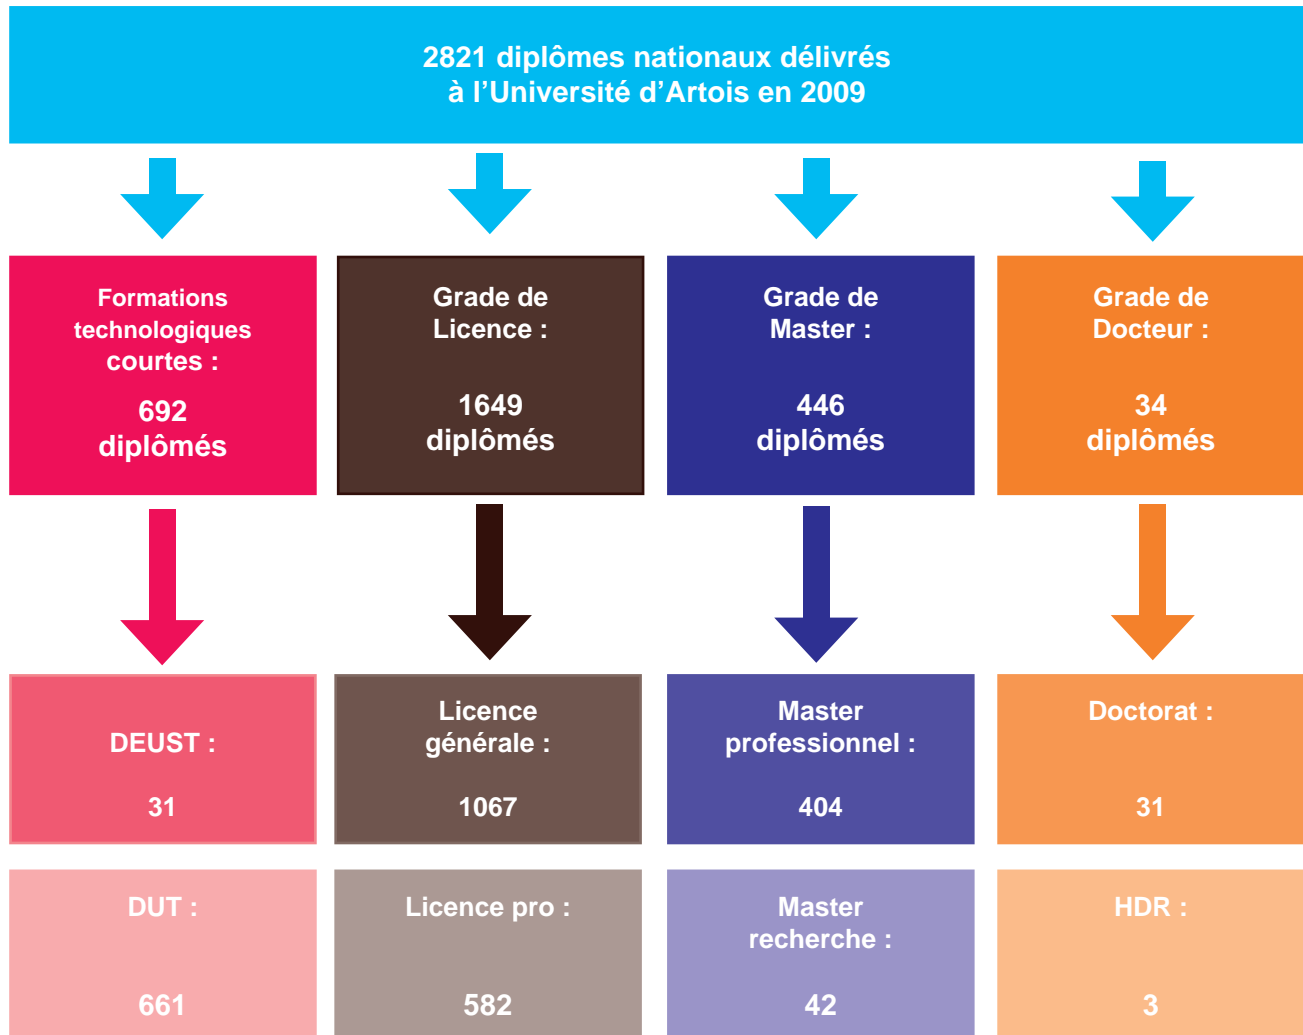 2821 diplômes nationaux délivrés
à l’Université d’Artois en 2009
Formations
technologiques
courtes :
692
diplômés
Grade de
Licence :
1649
diplômés
Grade de
Master :
446
diplômés
Grade de
Docteur :
34
diplômés
DEUST :
31
Licence
générale :
1067
Master
professionnel :
404
Doctorat :
31
DUT :
661
Licence pro :
582
Master
recherche :
42
HDR :
3